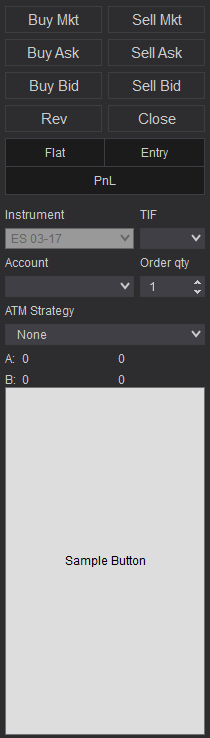 Buy Mkt Sell Mkt
Buy Ask Sell Ask
Buy Bid Sell Bid
Rev Close
Flat Entry
PnL
Instrument TIF
ES 03-17
Account Order qty
1
ATM Strategy
None
A: 0 0
B: 0 0
Sample Button